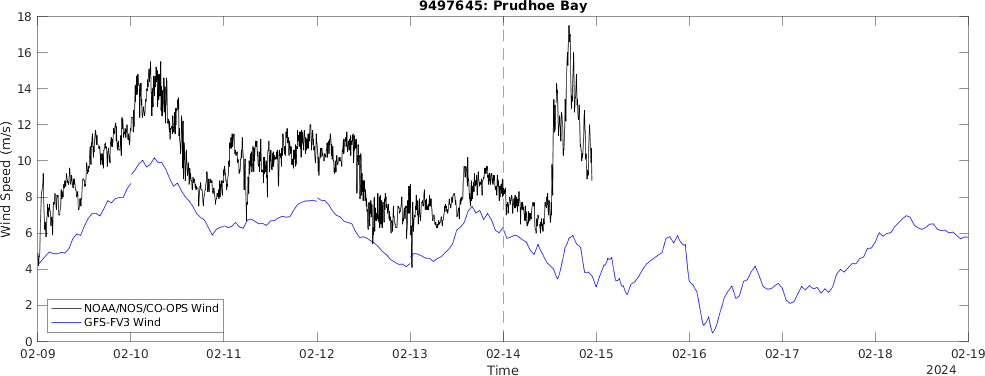 9497645: Prudhoe Bay
Wind Speed (m/s)
18
16
14
12
10
8
6
4
2
0
NOAA/NOS/CO-OPS Wind
GFS-FV3 Wind
02-09 02-10 02-11 02-12 02-13 02-14 02-15 02-16 02-17 02-18 02-19
Time
2024